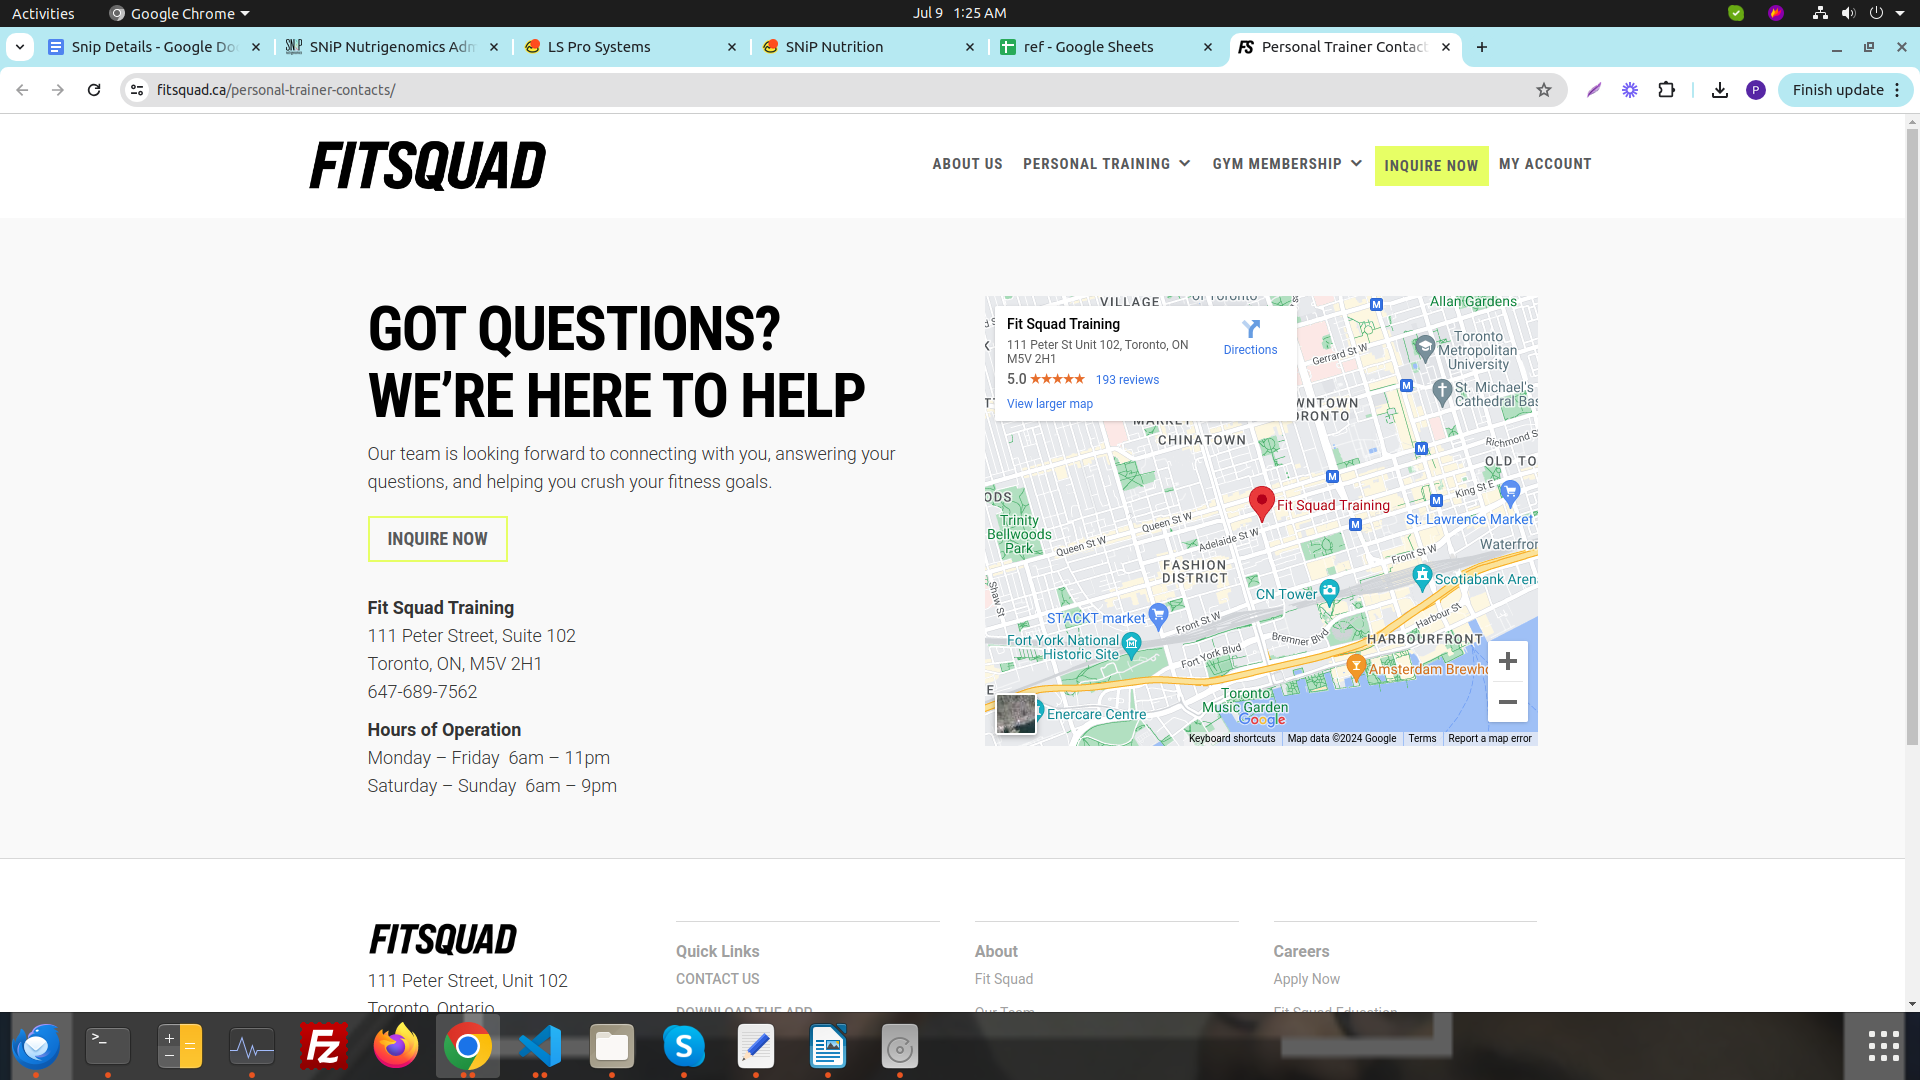 Activities
Google Chrome
Jul 9 1:25 AM
Snip Details - Google Do
SNiP Nutrigenomics Adm
LS Pro Systems
SNiP Nutrition
ref - Google Sheets
Personal Trainer Contac
fitsquad.ca/personal-trainer-contacts/
P
Finish update
FITSQUAD
ABOUT US
PERSONAL TRAINING
GYM MEMBERSHIP
INQUIRE NOW
MY ACCOUNT
GOT QUESTIONS?
WE’RE HERE TO HELP
Our team is looking forward to connecting with you, answering your
questions, and helping you crush your fitness goals.
INQUIRE NOW
Fit Squad Training
111 Peter Street, Suite 102
Toronto, ON, M5V 2H1
647-689-7562
Hours of Operation
Monday – Friday 6am – 11pm
Saturday – Sunday 6am – 9pm
Fit Squad Training
111 Peter St Unit 102, Toronto, ON
M5V 2H1
Directions
5.0
193 reviews
View larger map
VILLAGE
of Toronto
Allan Gardens
Gerrard St W
Toronto
Metropolitan
University
St. Michael's
Cathedral Bas
WNTOWN
ORONTO
MARKET
CHINATOWN
Richmond S
OLD TO
King St E
ODS
Trinity
Bellwoods
Park
Queen St W
Fit Squad Training
St. Lawrence Market
Queen St W
Adelaide St W
Front St W
Waterfron
FASHION
DISTRICT
Scotiabank Aren
CN Tower
Shaw St
STACKT market
Front St W
Harbour St
Bremner Blvd
HARBOURFRONT
Fort York National
Historic Site
Fort York Blvd
Amsterdam Brewho
E
Toronto
Music Garden
Enercare Centre
Google
Keyboard shortcuts
Map data ©2024 Google
Terms
Report a map error
FITSQUAD
111 Peter Street, Unit 102
Toronto, Ontario
Quick Links
CONTACT US
DOWNLOAD THE APP
About
Fit Squad
Our Team
Careers
Apply Now
Fit Squad Education